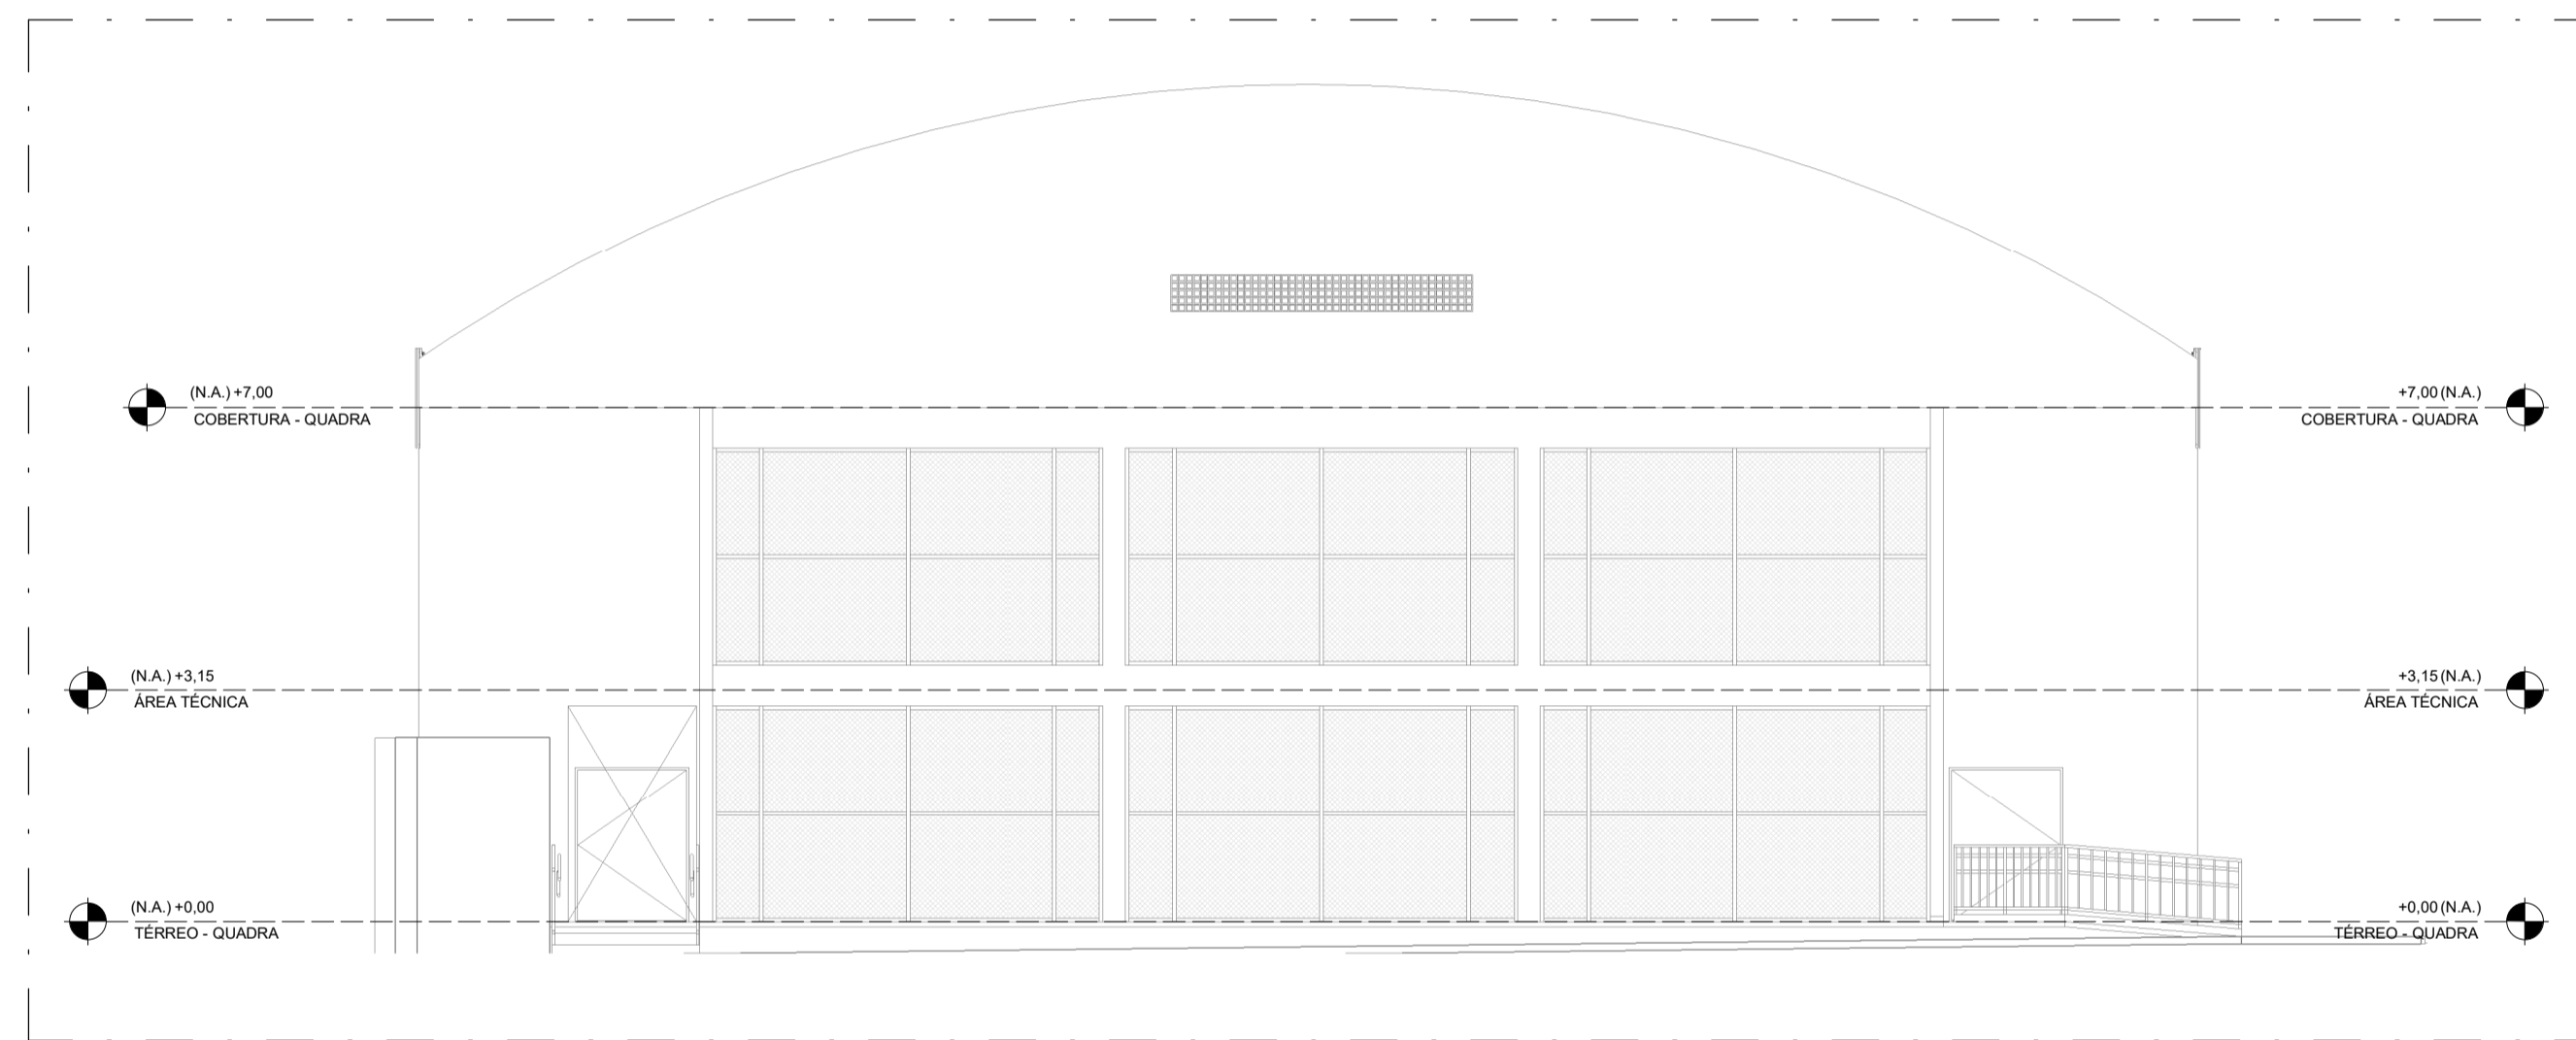 (N.A.) +7,00
COBERTURA - QUADRA
+7,00 (N.A.)
COBERTURA - QUADRA
(N.A.) +3,15
ÁREA TÉCNICA
+3,15 (N.A.)
ÁREA TÉCNICA
(N.A.) +0,00
TÉRREO - QUADRA
+0,00 (N.A.)
TÉRREO - QUADRA